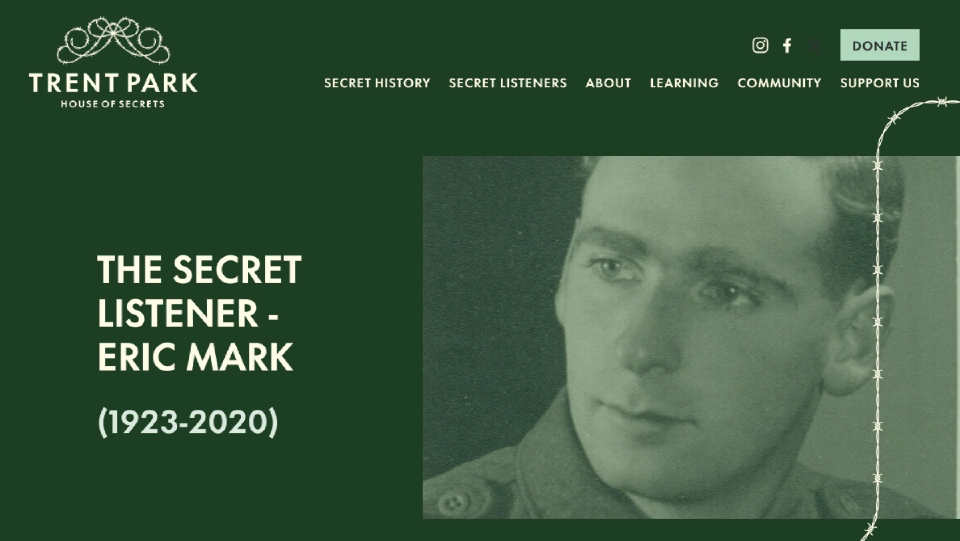 TRENT PARK
HOUSE OF SECRETS
DONATE
SECRET HISTORY SECRET LISTENERS ABOUT LEARNING COMMUNITY SUPPORT US
THE SECRET
LISTENER -
ERIC MARK
(1923-2020)